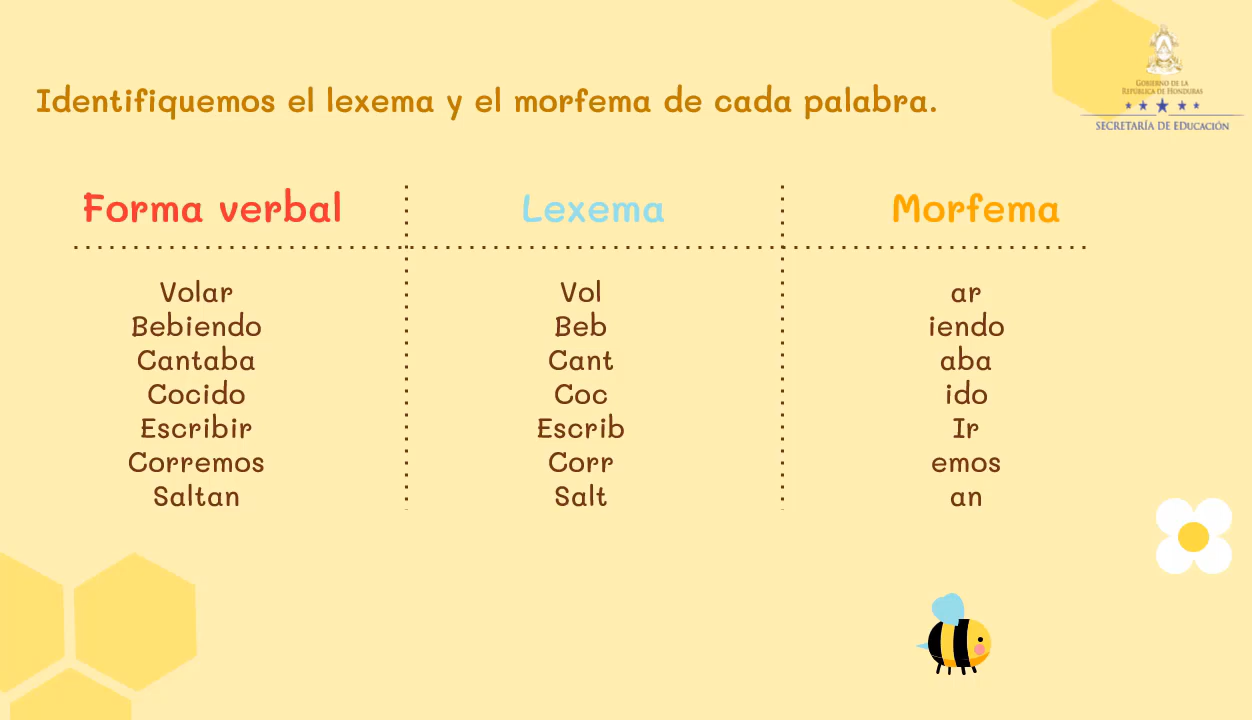 GOBIERNO DE LA
REPÚBLICA DE HONDURAS
SECRETARÍA DE EDUCACIÓN
Identifiquemos el lexema y el morfema de cada palabra.
Forma verbal Lexema Morfema
Volar Vol ar
Bebiendo Beb iendo
Cantaba Cant aba
Cocido Coc ido
Escribir Escrib Ir
Corremos Corr emos
Saltan Salt an